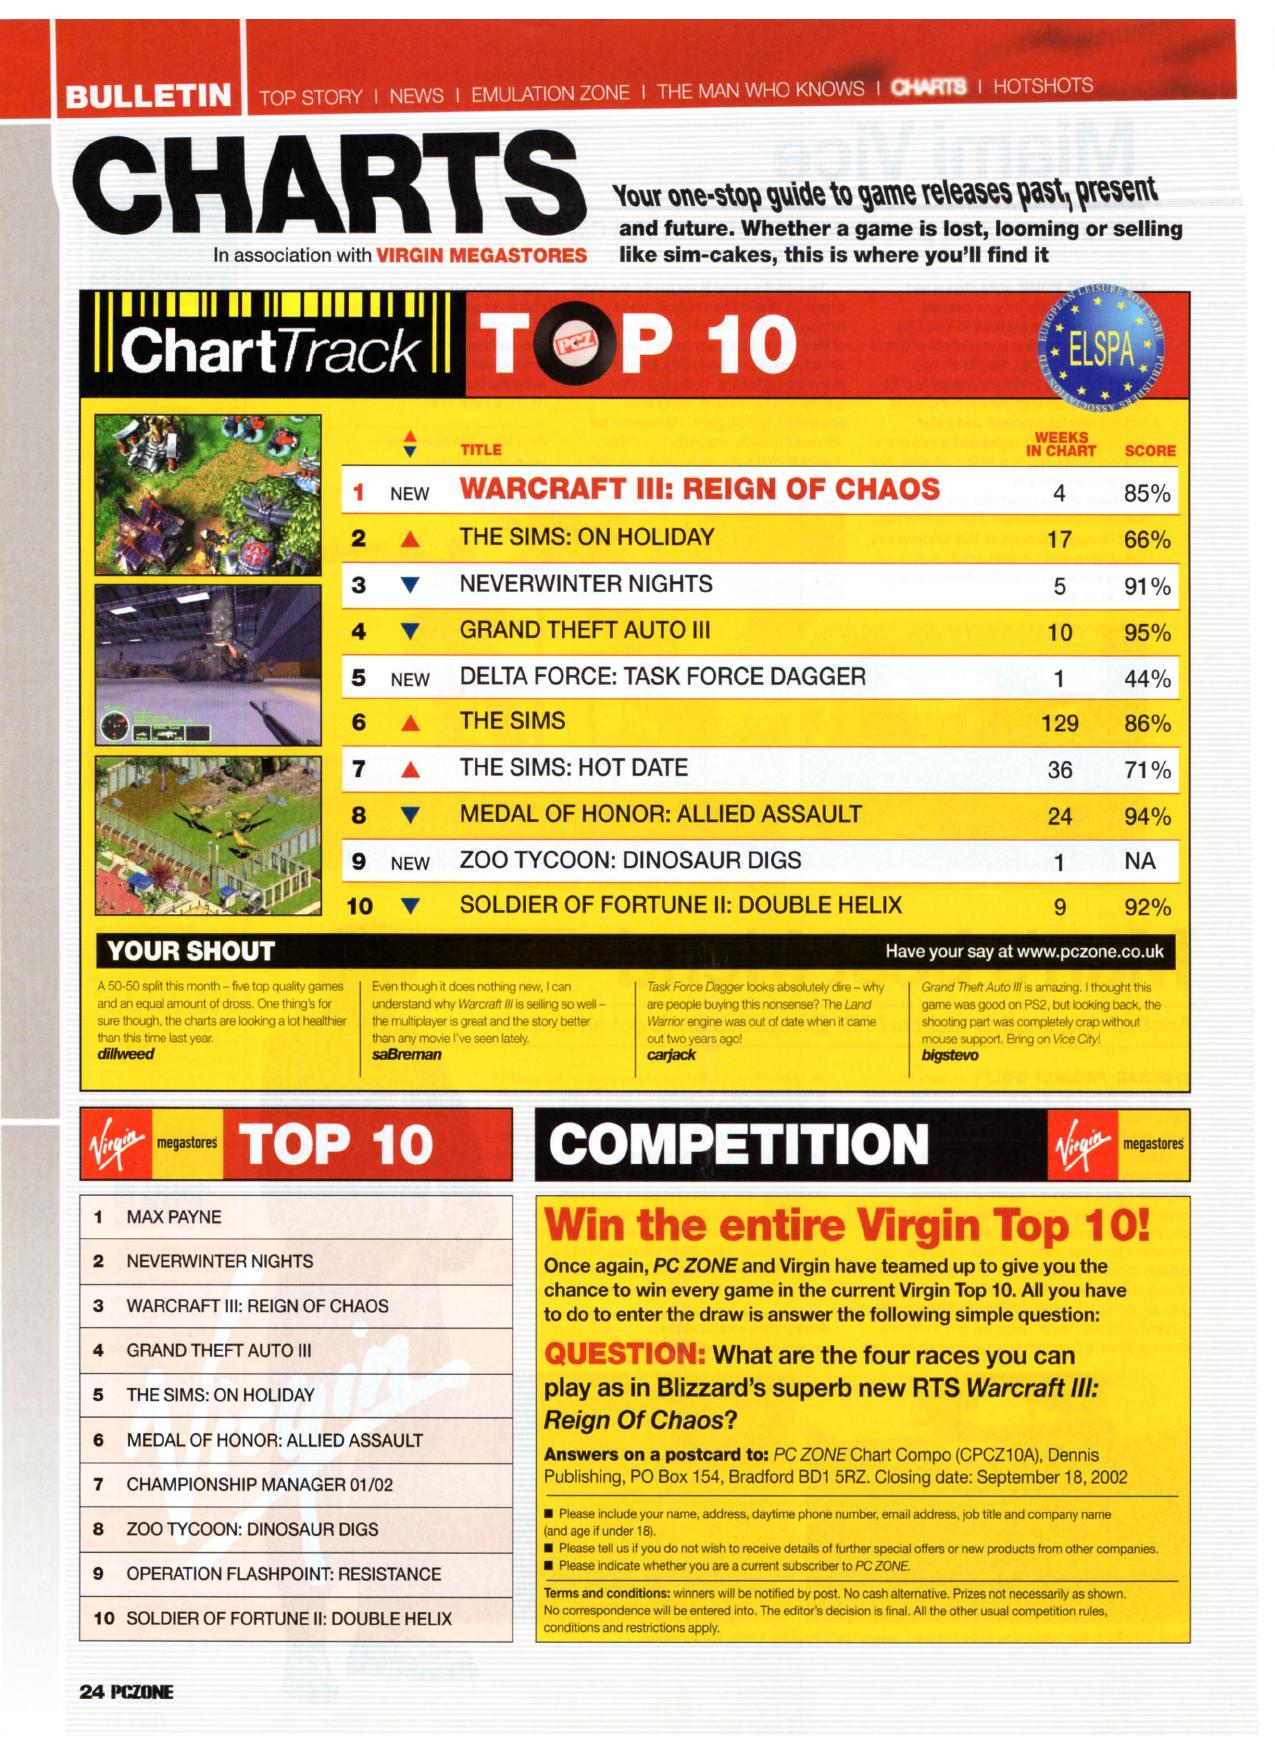 BULLETIN
TOP STORY | NEWS | EMULATION ZONE | THE MAN WHO KNOWS | CHARTS | HOTSHOTS
CHARTS
In association with VIRGIN MEGASTORES
Your one-stop guide to game releases past, present
and future. Whether a game is lost, looming or selling
like sim-cakes, this is where you'll find it
ChartTrack
TOP 10
PCZ
EUROPEAN LEISURE SOFTWARE PUBLISHERS ASSOCIATION LTD
ELSPA
▲▼ TITLE WEEKS IN CHART SCORE
1 NEW WARCRAFT III: REIGN OF CHAOS 4 85%
2 ▲ THE SIMS: ON HOLIDAY 17 66%
3 ▼ NEVERWINTER NIGHTS 5 91%
4 ▼ GRAND THEFT AUTO III 10 95%
5 NEW DELTA FORCE: TASK FORCE DAGGER 1 44%
6 ▲ THE SIMS 129 86%
7 ▲ THE SIMS: HOT DATE 36 71%
8 ▼ MEDAL OF HONOR: ALLIED ASSAULT 24 94%
9 NEW ZOO TYCOON: DINOSAUR DIGS 1 NA
10 ▼ SOLDIER OF FORTUNE II: DOUBLE HELIX 9 92%
YOUR SHOUT
Have your say at www.pczone.co.uk
A 50-50 split this month – five top quality games
and an equal amount of dross. One thing's for
sure though, the charts are looking a lot healthier
than this time last year.
dillweed
Even though it does nothing new, I can
understand why Warcraft III is selling so well –
the multiplayer is great and the story better
than any movie I've seen lately.
saBreman
Task Force Dagger looks absolutely dire – why
are people buying this nonsense? The Land
Warrior engine was out of date when it came
out two years ago!
carjack
Grand Theft Auto III is amazing. I thought this
game was good on PS2, but looking back, the
shooting part was completely crap without
mouse support. Bring on Vice City!
bigstevo
Virgin megastores TOP 10
1 MAX PAYNE
2 NEVERWINTER NIGHTS
3 WARCRAFT III: REIGN OF CHAOS
4 GRAND THEFT AUTO III
5 THE SIMS: ON HOLIDAY
6 MEDAL OF HONOR: ALLIED ASSAULT
7 CHAMPIONSHIP MANAGER 01/02
8 ZOO TYCOON: DINOSAUR DIGS
9 OPERATION FLASHPOINT: RESISTANCE
10 SOLDIER OF FORTUNE II: DOUBLE HELIX
Virgin
COMPETITION
Virgin megastores
Win the entire Virgin Top 10!
Once again, PC ZONE and Virgin have teamed up to give you the
chance to win every game in the current Virgin Top 10. All you have
to do to enter the draw is answer the following simple question:
QUESTION: What are the four races you can
play as in Blizzard's superb new RTS Warcraft III:
Reign Of Chaos?
Answers on a postcard to: PC ZONE Chart Compo (CPCZ10A), Dennis
Publishing, PO Box 154, Bradford BD1 5RZ. Closing date: September 18, 2002
■ Please include your name, address, daytime phone number, email address, job title and company name
(and age if under 18).
■ Please tell us if you do not wish to receive details of further special offers or new products from other companies.
■ Please indicate whether you are a current subscriber to PC ZONE.
Terms and conditions: winners will be notified by post. No cash alternative. Prizes not necessarily as shown.
No correspondence will be entered into. The editor's decision is final. All the other usual competition rules,
conditions and restrictions apply.
24 PCZONE